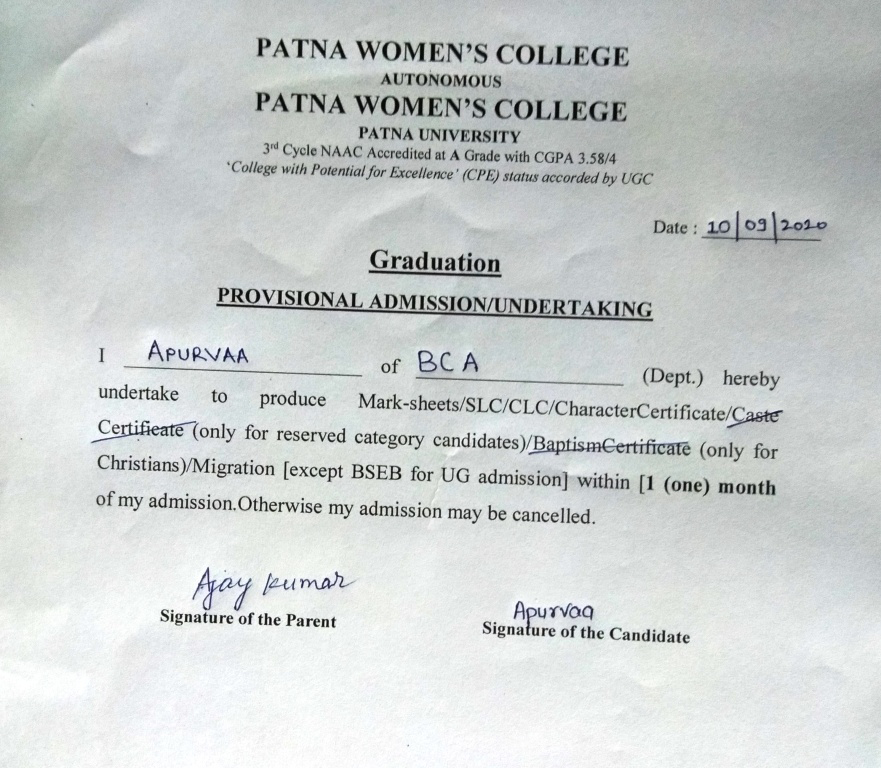 PATNA WOMEN'S COLLEGE
AUTONOMOUS
PATNA WOMEN'S COLLEGE
PATNA UNIVERSITY
3rd Cycle NAAC Accredited at A Grade with CGPA 3.58/4
'College with Potential for Excellence' (CPE) status accorded by UGC
Date : 10/09/2020
Graduation
PROVISIONAL ADMISSION/UNDERTAKING
I APURVAA of BCA (Dept.) hereby
undertake to produce Mark-sheets/SLC/CLC/CharacterCertificate/Caste
Certificate (only for reserved category candidates)/BaptismCertificate (only for
Christians)/Migration [except BSEB for UG admission] within [1 (one) month
of my admission.Otherwise my admission may be cancelled.
Ajay Kumar
Signature of the Parent
Apurvaa
Signature of the Candidate